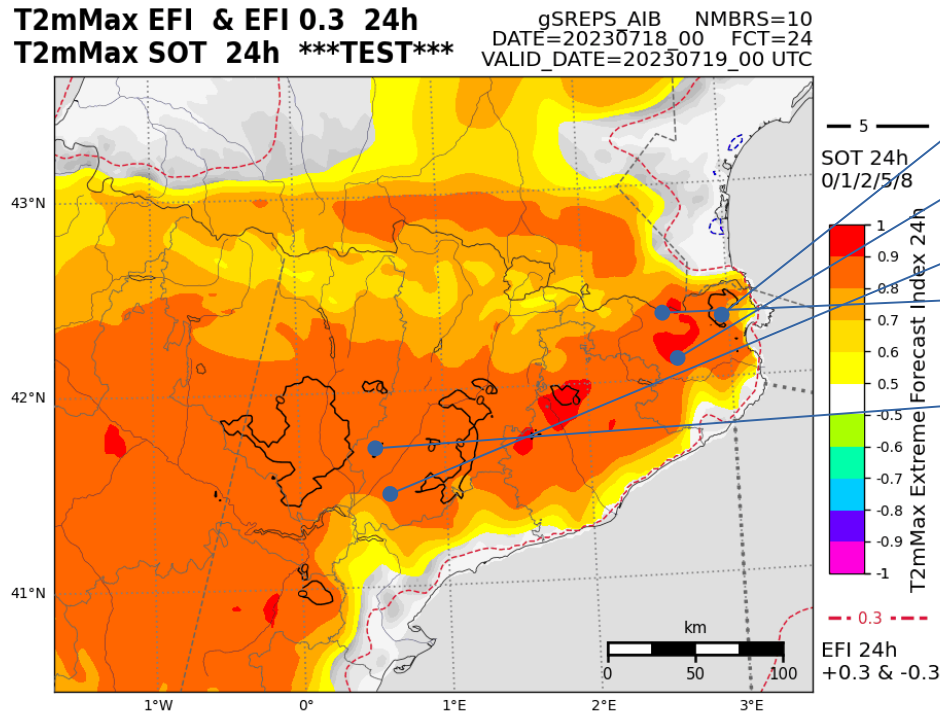 T2mMax EFI & EFI 0.3 24h
T2mMax SOT 24h ***TEST***
gSREPS_AIB NMBRS=10
DATE=20230718_00 FCT=24
VALID_DATE=20230719_00 UTC
5
SOT 24h
0/1/2/5/8
43°N
42°N
41°N
1
0.9
0.8
0.7
0.6
0.5
-0.5
-0.6
-0.7
-0.8
-0.9
-1
T2mMax Extreme Forecast Index 24h
0.3
EFI 24h
+0.3 & -0.3
km
0 50 100
1°W 0° 1°E 2°E 3°E